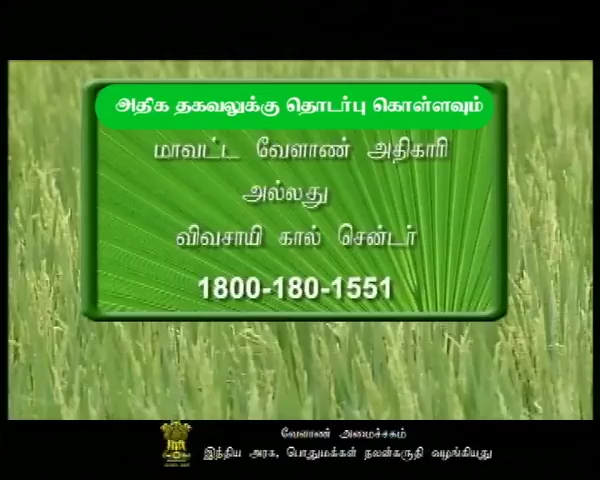 அதிக தகவலுக்கு தொடர்பு கொள்ளவும்
மாவட்ட வேளாண் அதிகாரி
அல்லது
விவசாயி கால் சென்டர்
1800-180-1551
வேளாண் அமைச்சகம்
இந்திய அரசு, பொதுமக்கள் நலன்கருதி வழங்கியது